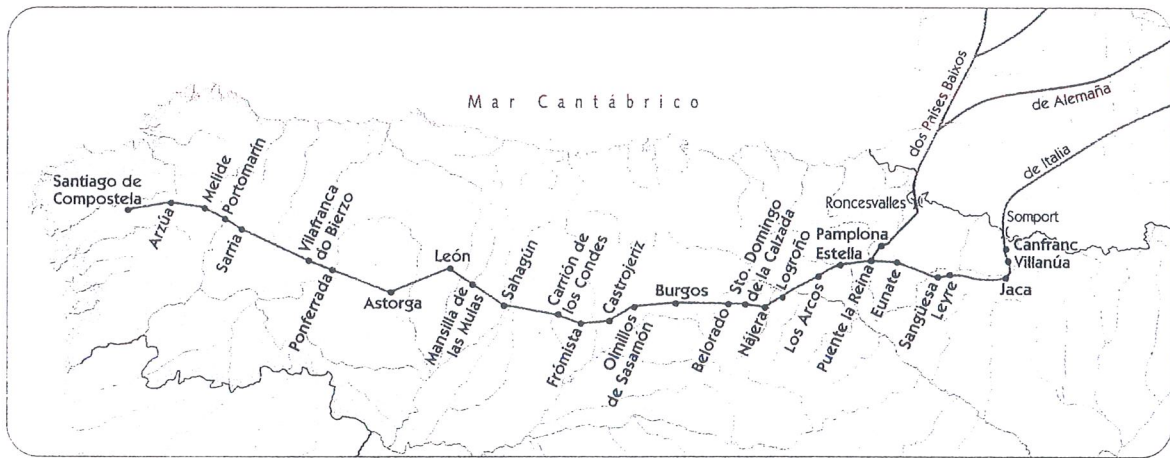 Mar Cantábrico
dos Países Baixos
de Alemaña
de Italia
Santiago de
Compostela
Arzúa
Melide
Portomarín
Sarria
Vilafranca
do Bierzo
Ponferrada
Astorga
León
Mansilla de
las Mulas
Sahagún
Carrión de
los Condes
Frómista
Castrojeríz
Olmillos
de Sasamón
Burgos
Belorado
Sto. Domingo
de la Calzada
Nájera
Logroño
Los Arcos
Pamplona
Estella
Puente la Reina
Roncesvalles
Eunate
Sangüesa
Leyre
Somport
Canfranc
Villanúa
Jaca